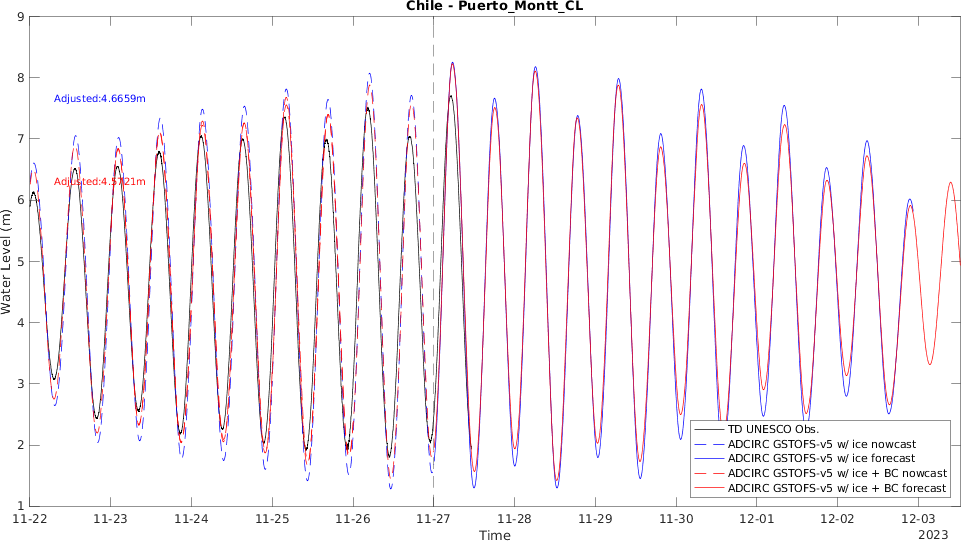 Chile - Puerto_Montt_CL
9
8
7
6
5
4
3
2
1
Water Level (m)
Adjusted:4.6659m
Adjusted:4.5721m
TD UNESCO Obs.
ADCIRC GSTOFS-v5 w/ ice nowcast
ADCIRC GSTOFS-v5 w/ ice forecast
ADCIRC GSTOFS-v5 w/ ice + BC nowcast
ADCIRC GSTOFS-v5 w/ ice + BC forecast
11-22 11-23 11-24 11-25 11-26 11-27 11-28 11-29 11-30 12-01 12-02 12-03
Time
2023